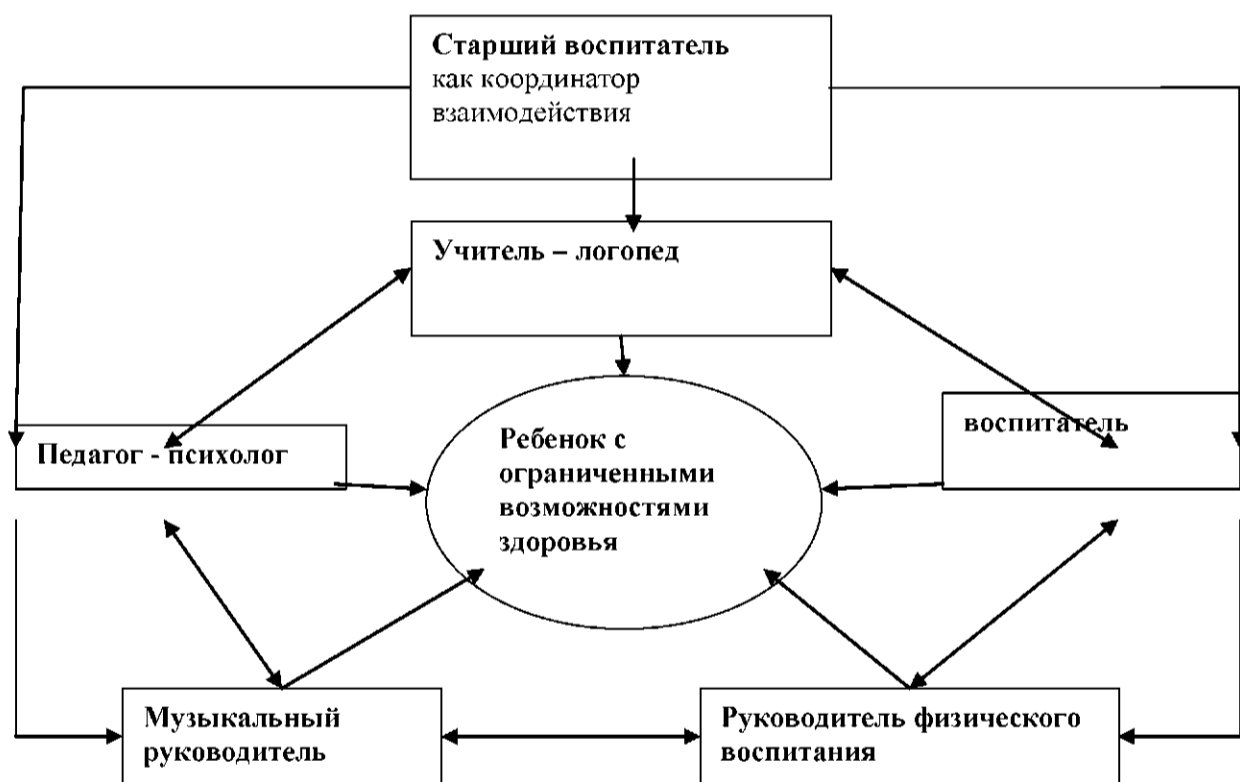 Старший воспитатель
как координатор
взаимодействия
Учитель – логопед
Педагог - психолог
Ребенок с
ограниченными
возможностями
здоровья
воспитатель
Музыкальный
руководитель
Руководитель физического
воспитания